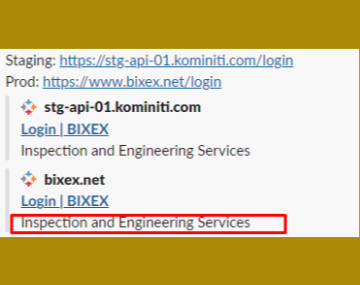 Staging: https://stg-api-01.kominiti.com/login
Prod: https://www.bixex.net/login
stg-api-01.kominiti.com
Login | BIXEX
Inspection and Engineering Services
bixex.net
Login | BIXEX
Inspection and Engineering Services